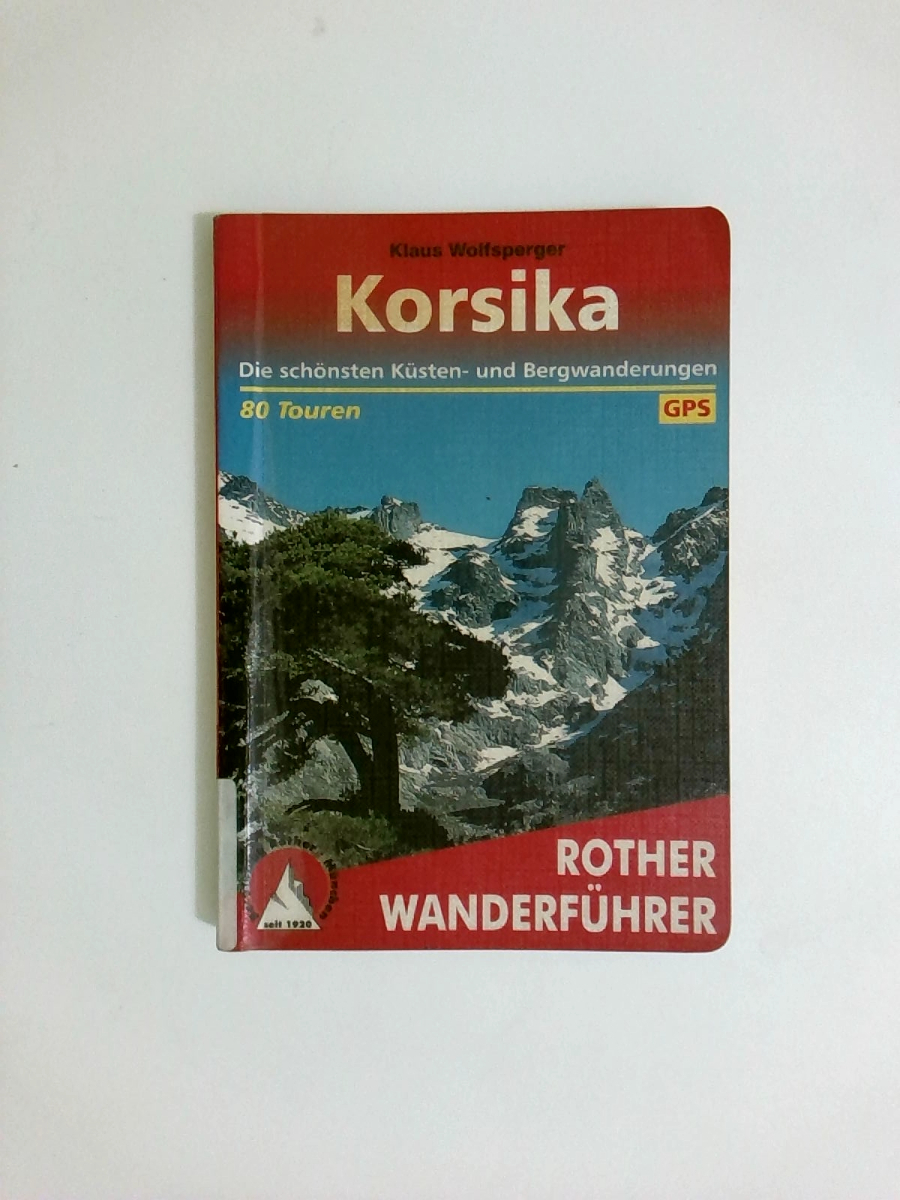 Klaus Wolfsperger
Korsika
Die schönsten Küsten- und Bergwanderungen
80 Touren
GPS
ROTHER
WANDERFÜHRER
seit 1920